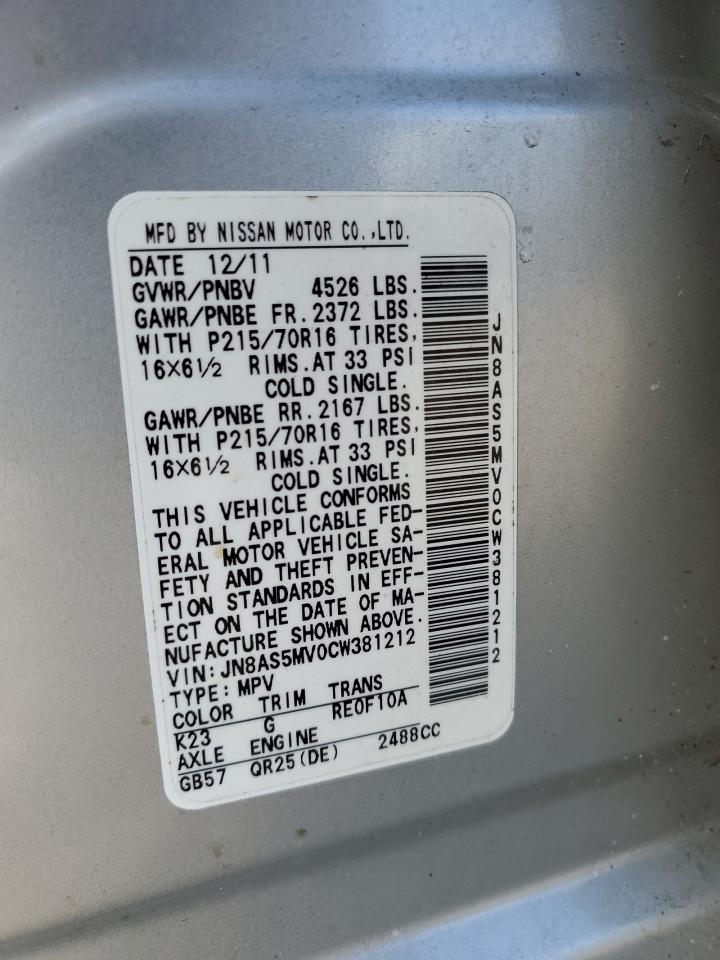 MFD BY NISSAN MOTOR CO.,LTD.
DATE 12/11
GVWR/PNBV 4526 LBS.
GAWR/PNBE FR.2372 LBS.
WITH P215/70R16 TIRES,
16X6½ RIMS.AT 33 PSI
COLD SINGLE.
GAWR/PNBE RR.2167 LBS.
WITH P215/70R16 TIRES,
16X6½ RIMS.AT 33 PSI
COLD SINGLE.
THIS VEHICLE CONFORMS
TO ALL APPLICABLE FED-
ERAL MOTOR VEHICLE SA-
FETY AND THEFT PREVEN-
TION STANDARDS IN EFF-
ECT ON THE DATE OF MA-
NUFACTURE SHOWN ABOVE.
VIN:JN8AS5MV0CW381212
TYPE:MPV
COLOR TRIM TRANS
K23 G RE0F10A
AXLE ENGINE
GB57 QR25(DE) 2488CC
JN8AS5MV0CW381212